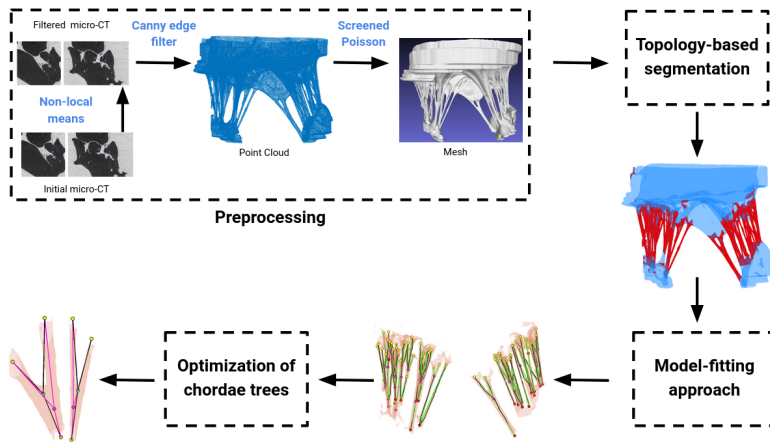 Filtered micro-CT
Canny edge
filter
Screened
Poisson
Topology-based
segmentation
Non-local
means
Point Cloud
Mesh
Initial micro-CT
Preprocessing
Optimization of
chordae trees
Model-fitting
approach